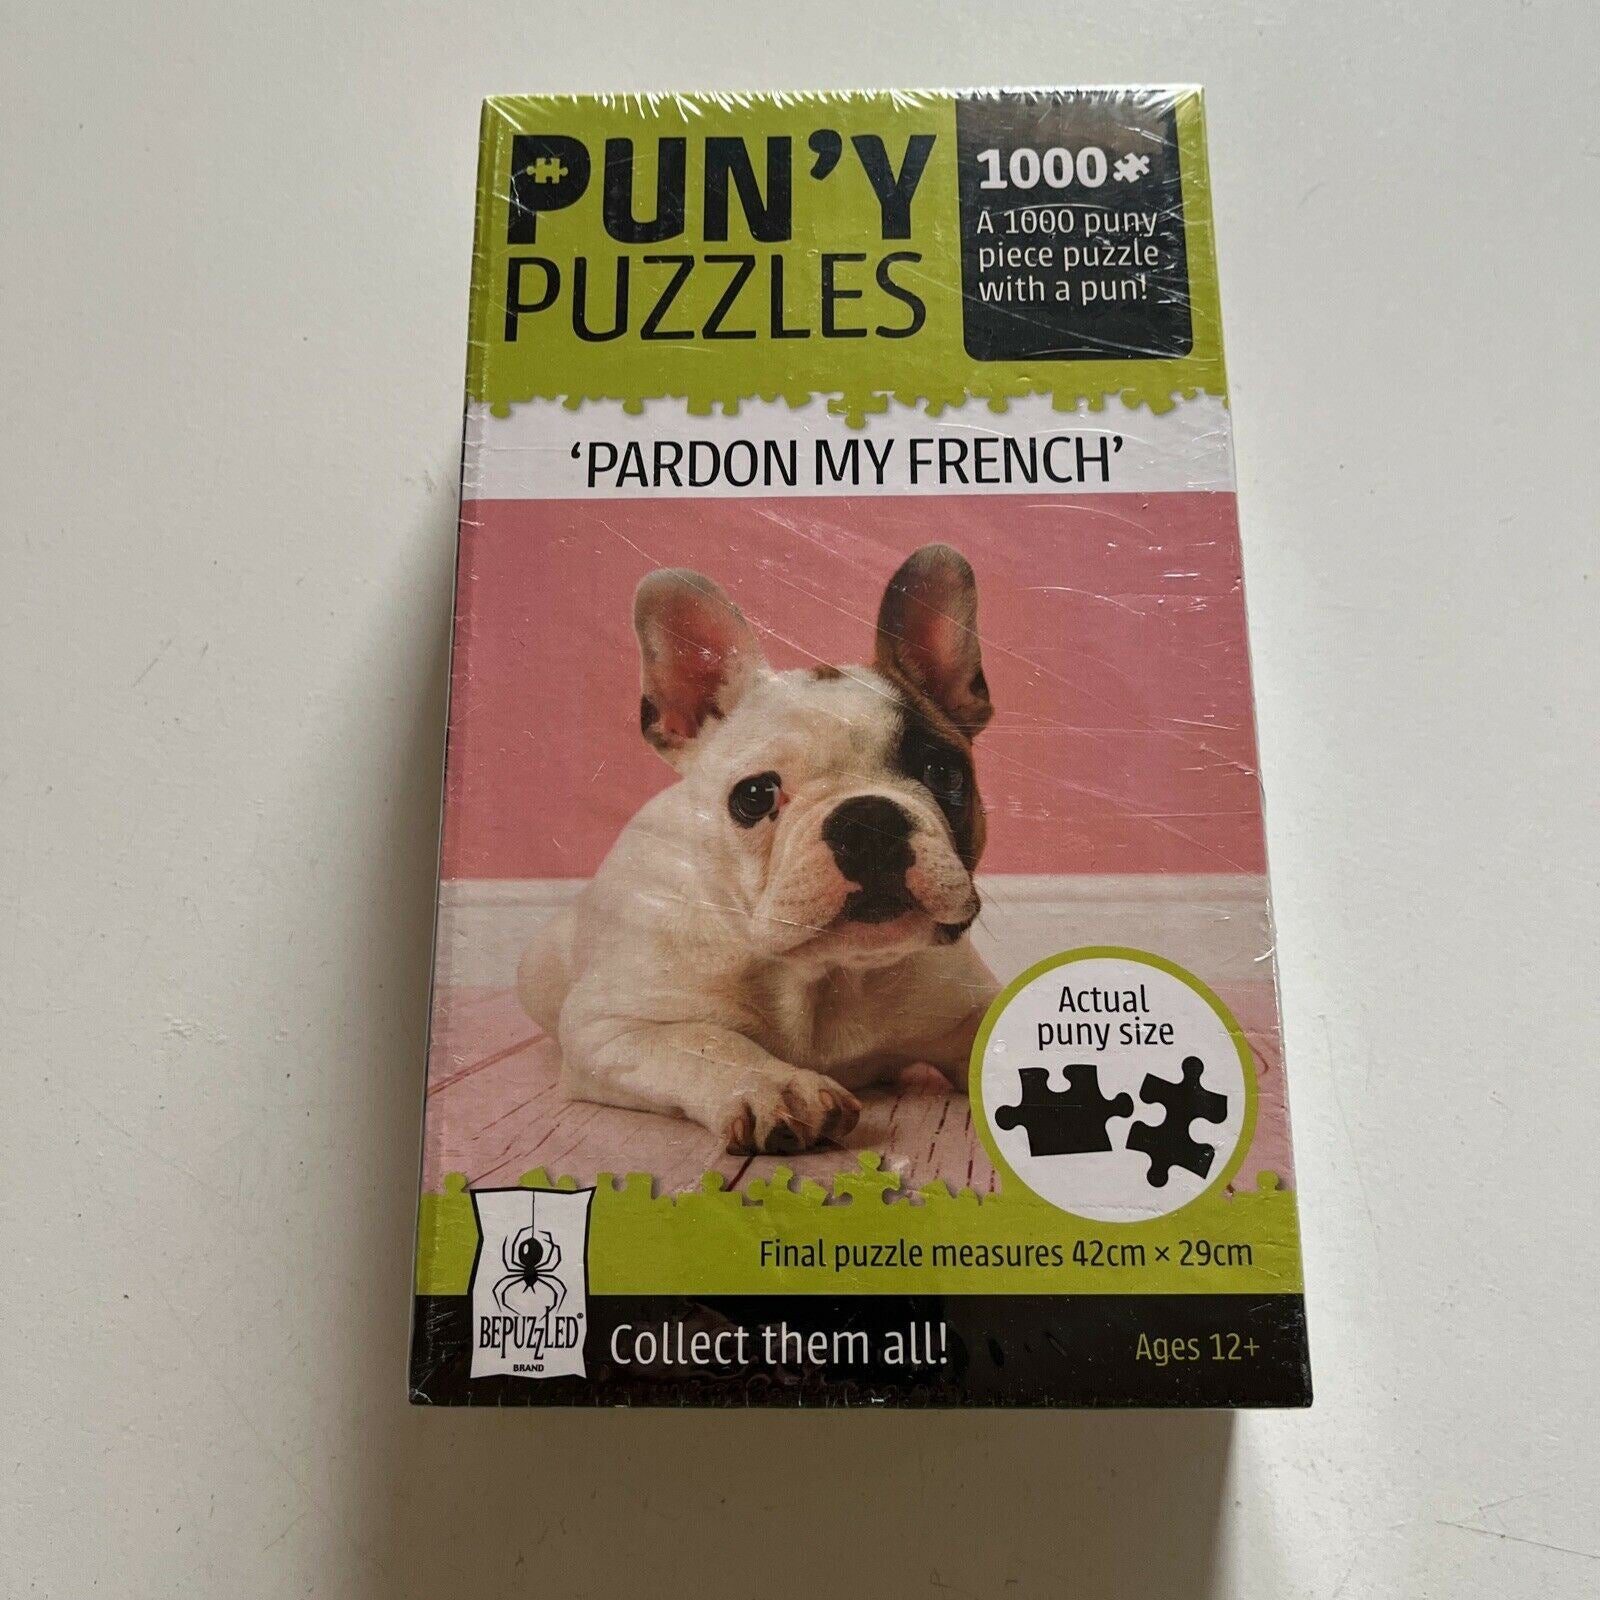 PUN'Y
PUZZLES
1000
A 1000 puny
piece puzzle
with a pun!
‘PARDON MY FRENCH’
Actual
puny size
Final puzzle measures 42cm × 29cm
BEPUZZLED®
BRAND
Collect them all!
Ages 12+